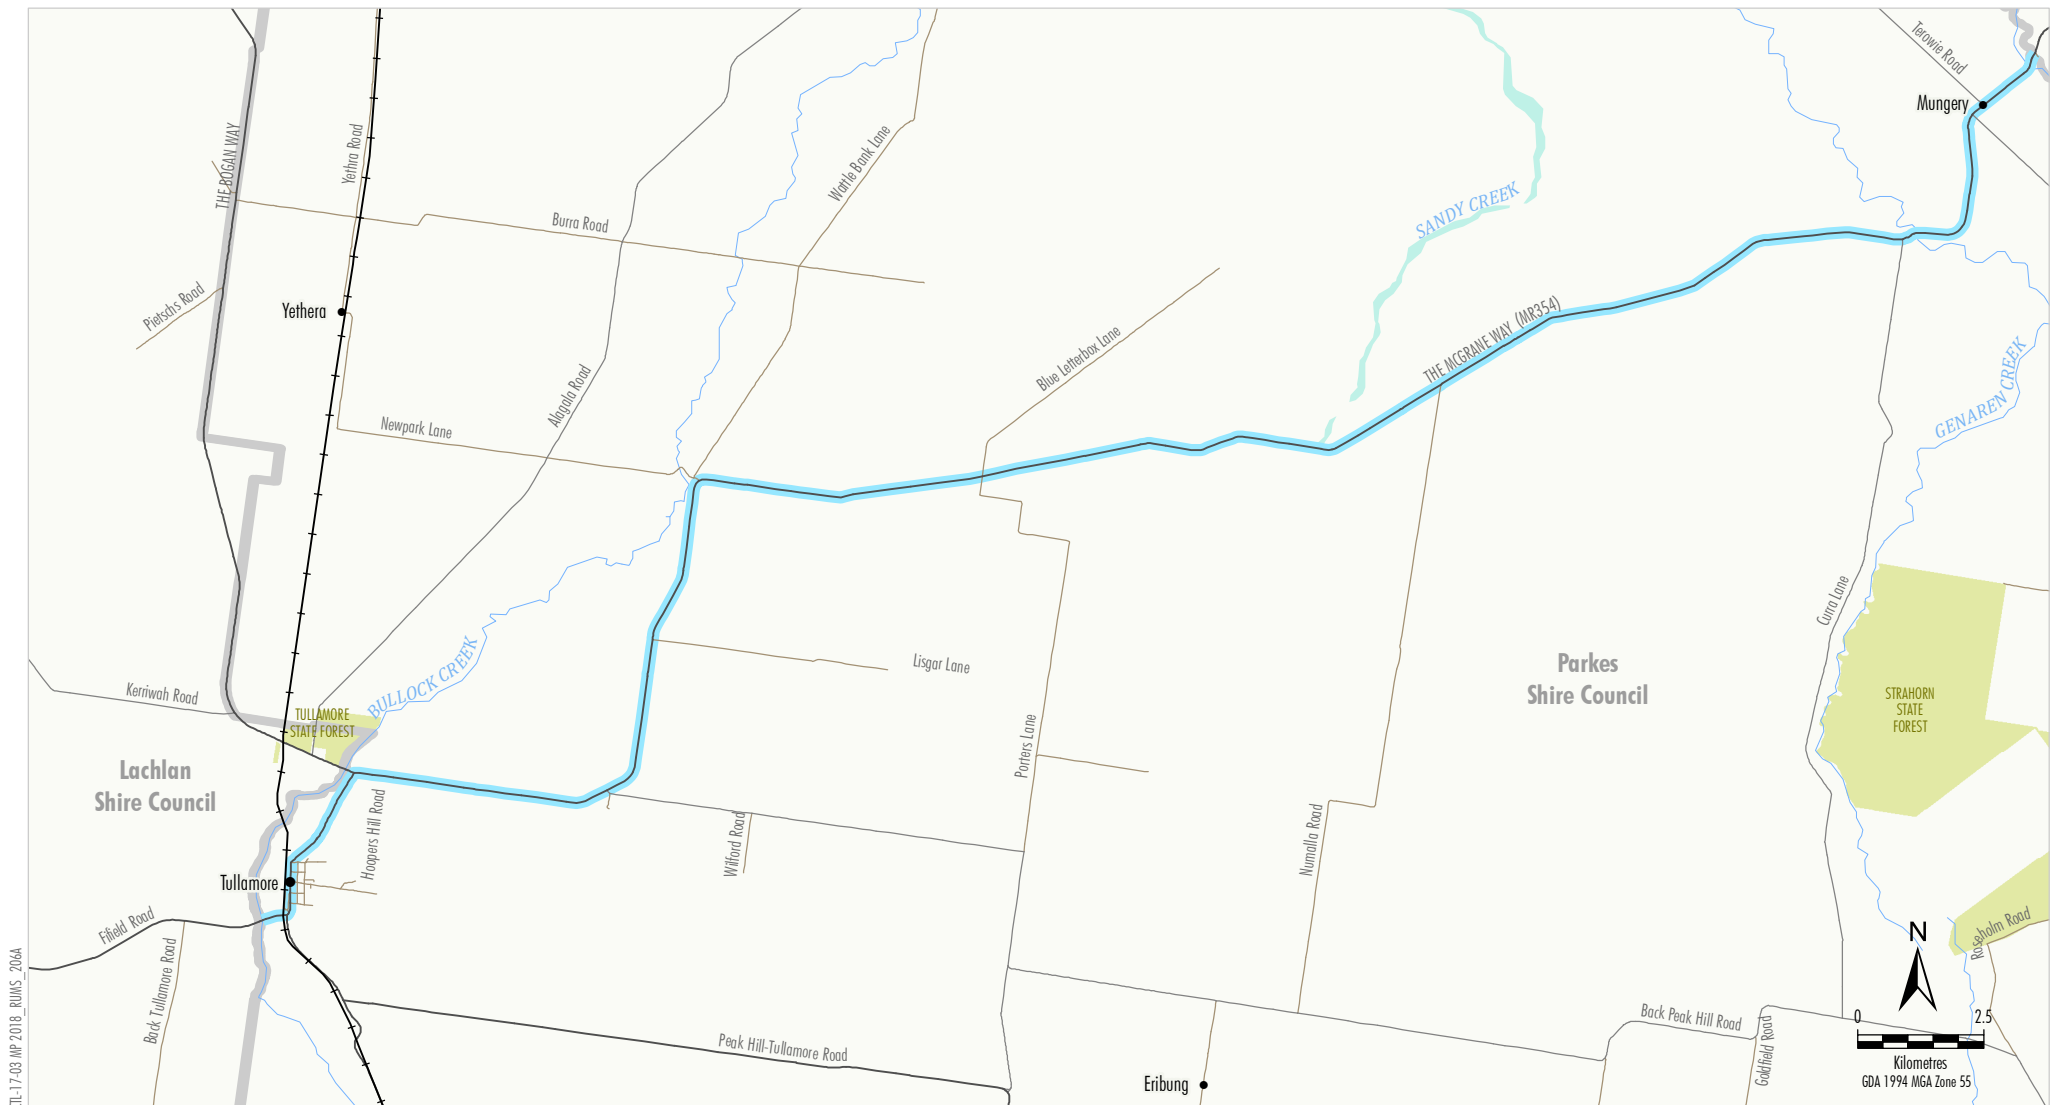 Terowie Road
Mungery
THE BOGAN WAY
Yethra Road
Wattle Bank Lane
Burra Road
SANDY CREEK
Pietschs Road
Yethera
THE MCGRANE WAY (MR354)
Blue Letterbox Lane
GENAREN CREEK
Alagala Road
Newpark Lane
Curra Lane
BULLOCK CREEK
Lisgar Lane
Parkes
Shire Council
Kerriwah Road
TULLAMORE
STATE FOREST
STRAHORN
STATE
FOREST
Porters Lane
Lachlan
Shire Council
Hoopers Hill Road
Wilford Road
Numalla Road
Tullamore
Fifield Road
Back Tullamore Road
Roseholm Road
N
Back Peak Hill Road
Goldfield Road
0 2.5
Kilometres
GDA 1994 MGA Zone 55
Peak Hill-Tullamore Road
Eribung
CTL-17-03 MP 2018_RUMS_206A